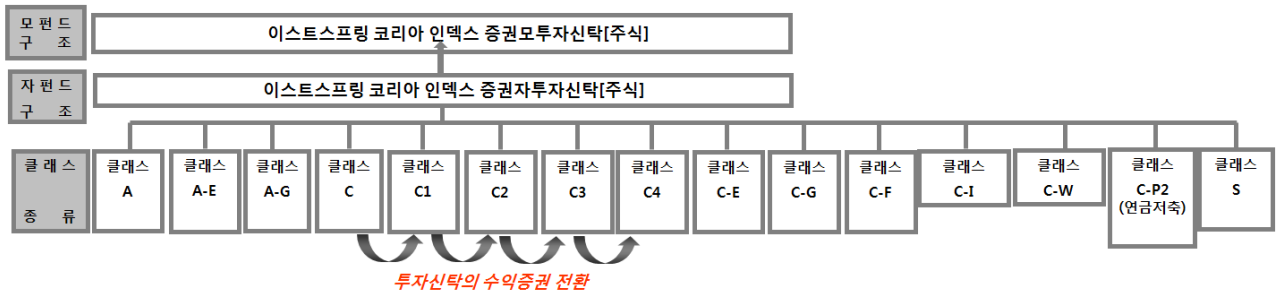 모 펀 드
구 조
이스트스프링 코리아 인덱스 증권모투자신탁[주식]
자 펀 드
구 조
이스트스프링 코리아 인덱스 증권자투자신탁[주식]
클 래 스
종 류
클래스
A
클래스
A-E
클래스
A-G
클래스
C
클래스
C1
클래스
C2
클래스
C3
클래스
C4
클래스
C-E
클래스
C-G
클래스
C-F
클래스
C-I
클래스
C-W
클래스
C-P2
(연금저축)
클래스
S
투자신탁의 수익증권 전환